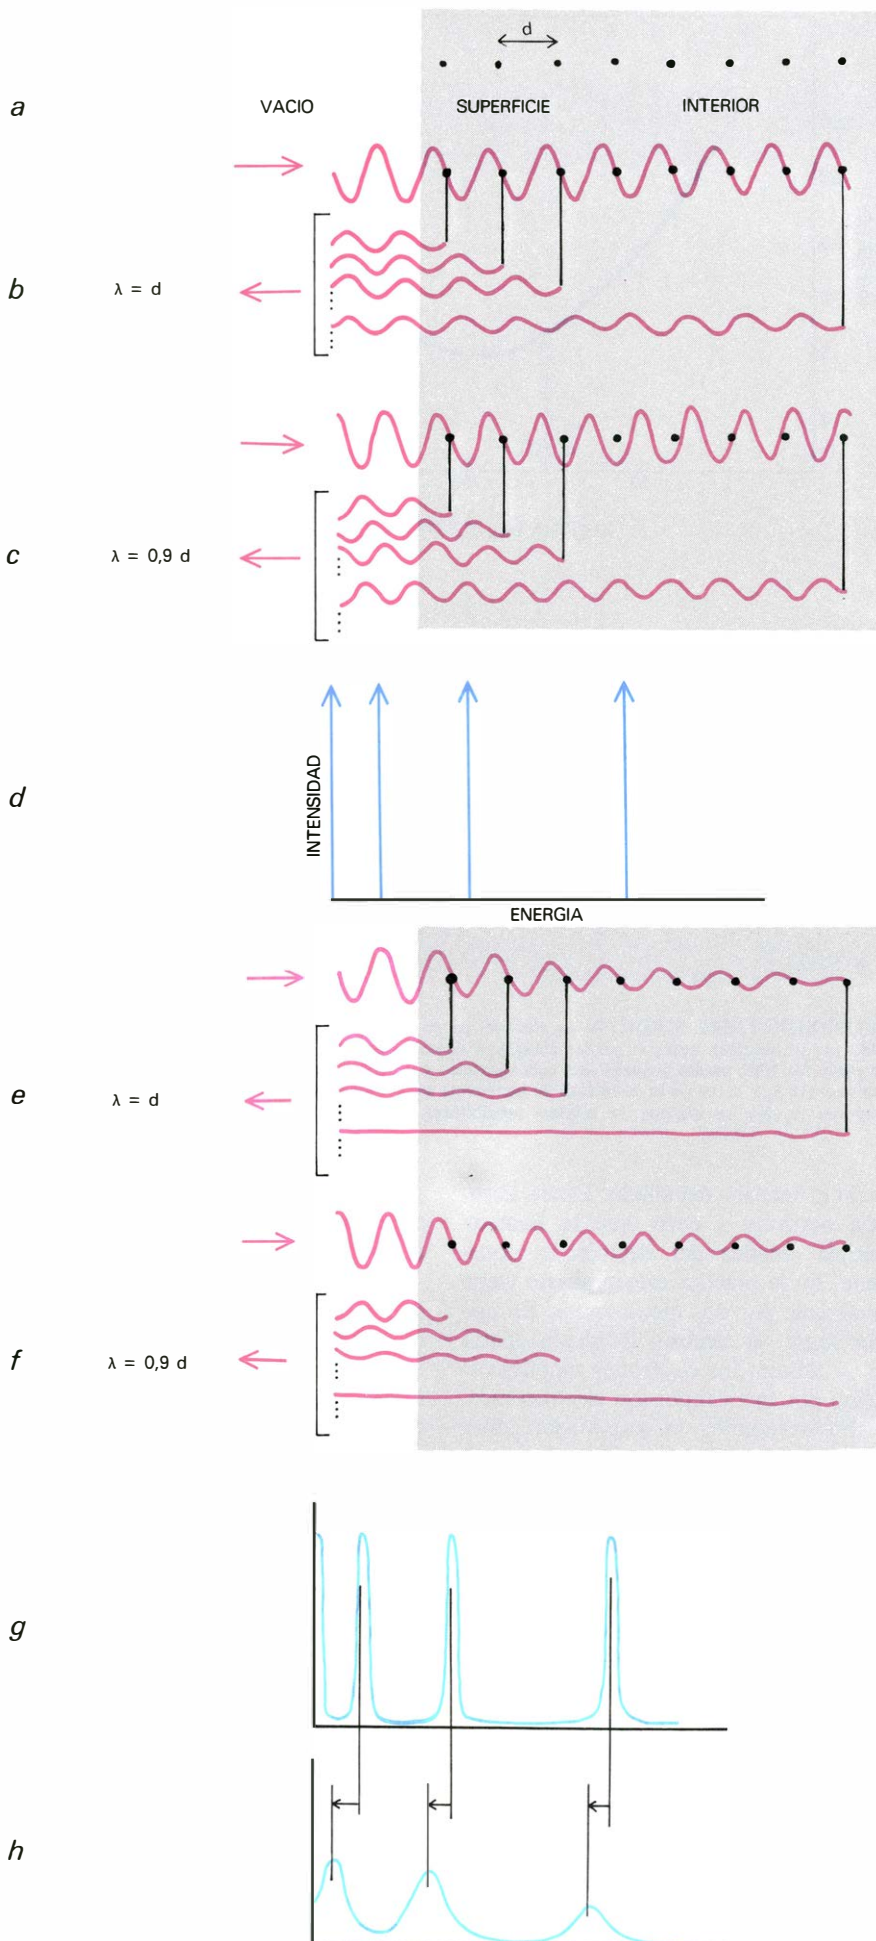 d
a
VACIO SUPERFICIE INTERIOR
b λ = d
c λ = 0,9 d
d
INTENSIDAD
ENERGIA
e λ = d
f λ = 0,9 d
g
h